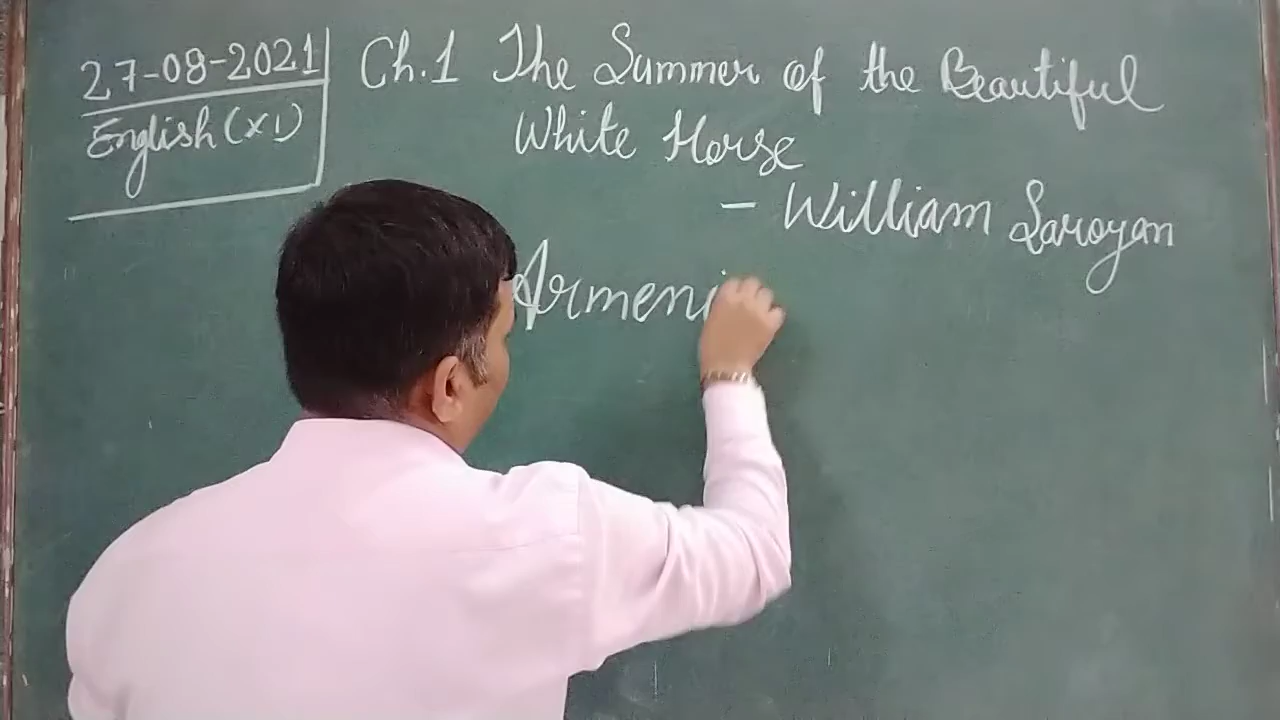 27-08-2021
English (XI)
Ch.1 The Summer of the Beautiful
White Horse
- William Saroyan
Armeni